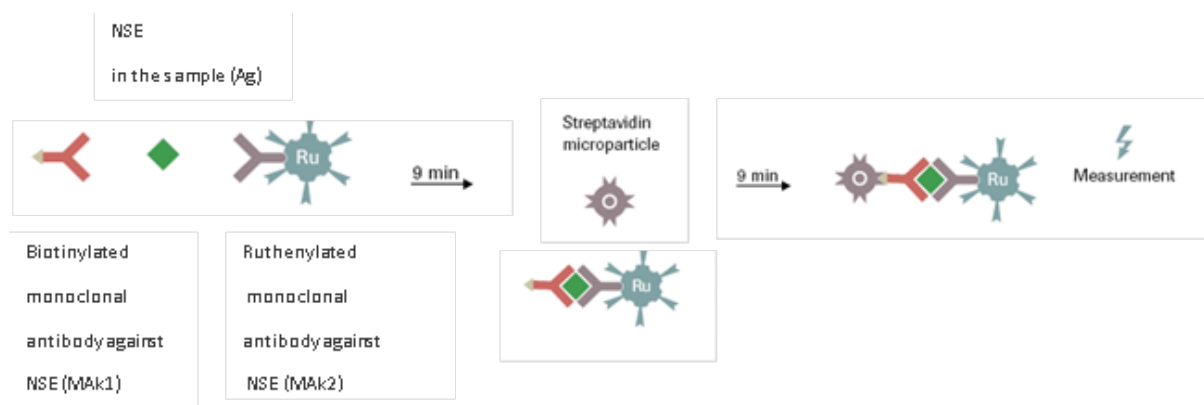 NSE
in the sample (Ag)
Ru
9 min
Streptavidin
microparticle
9 min
Ru
Measurement
Biotinylated
monoclonal
antibody against
NSE (MAk1)
Ruthenylated
monoclonal
antibody against
NSE (MAk2)
Ru